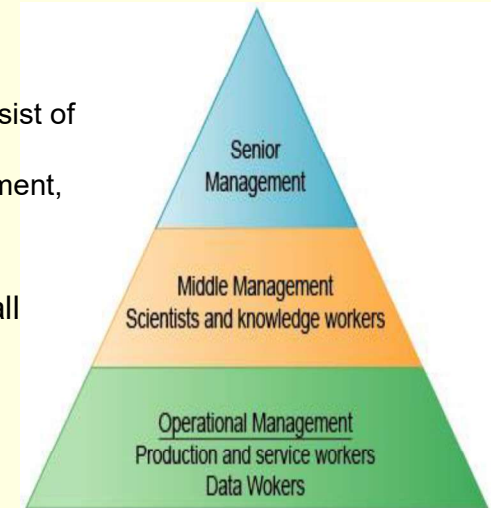 sist of
ment,
all
Senior
Management
Middle Management
Scientists and knowledge workers
Operational Management
Production and service workers
Data Wokers